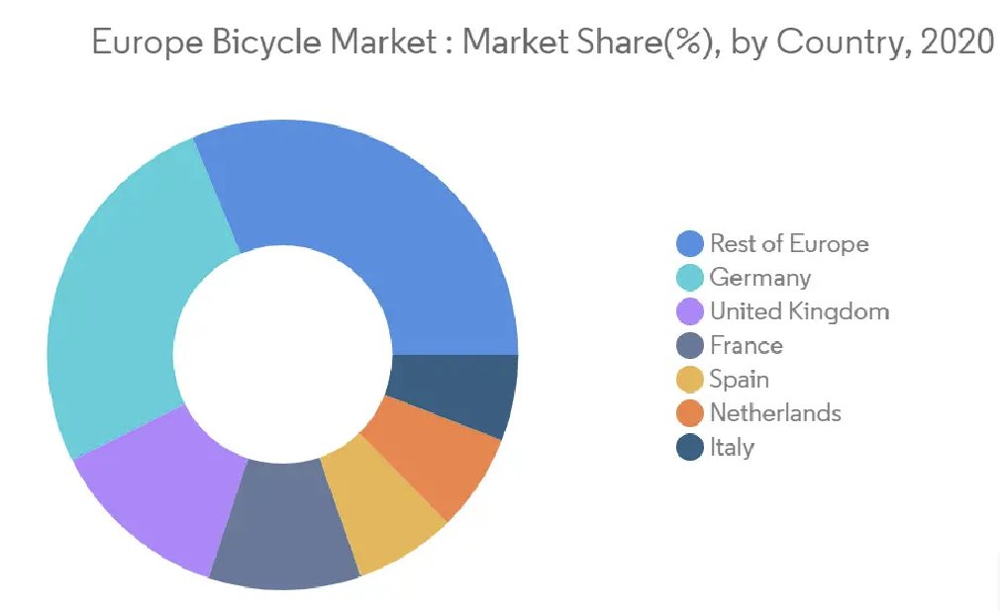 Europe Bicycle Market : Market Share(%), by Country, 2020
Rest of Europe
Germany
United Kingdom
France
Spain
Netherlands
Italy